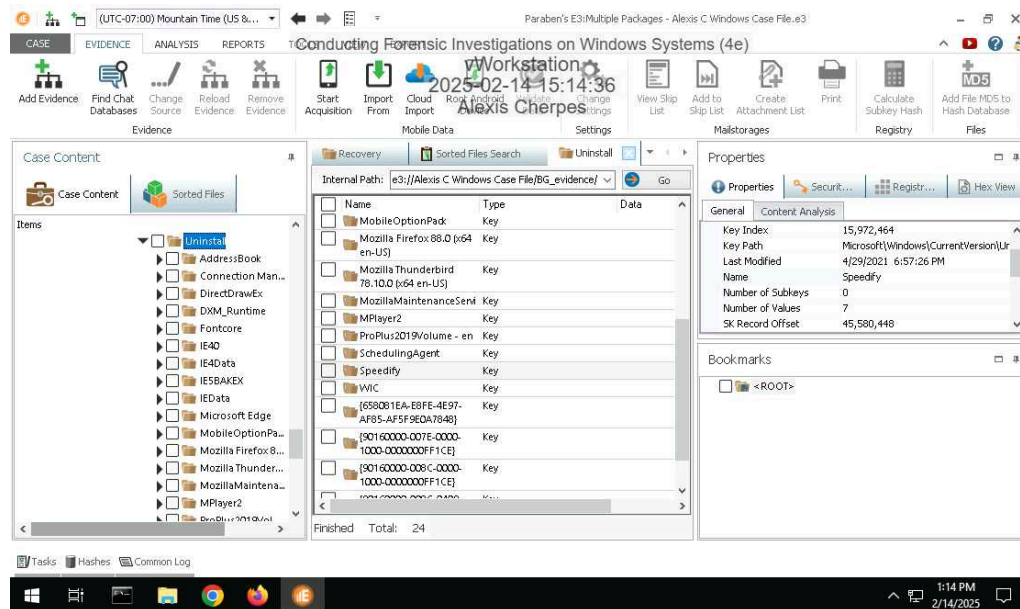 (UTC-07:00) Mountain Time (US &...
Paraben's E3:Multiple Packages - Alexis C Windows Case File.e3
CASE
EVIDENCE
ANALYSIS
REPORTS
Conducting Forensic Investigations on Windows Systems (4e)
vWorkstation
2025-02-14 15:14:36
Alexis Cherpes
Add Evidence
Find Chat Databases
Change Source
Reload Evidence
Remove Evidence
Start Acquisition
Import From
Cloud Import
Root Android
Change Settings
View Skip List
Add to Skip List
Create Attachment List
Print
Calculate Subkey Hash
MD5
Add File MD5 to Hash Database
Evidence
Mobile Data
Settings
Mailstorages
Registry
Files
Case Content
Case Content
Sorted Files
Items
Uninstall
AddressBook
Connection Man...
DirectDrawEx
DXM_Runtime
Fontcore
IE40
IE4Data
IE5BAKEX
IEData
Microsoft Edge
MobileOptionPa...
Mozilla Firefox 8...
Mozilla Thunder...
MozillaMaintena...
MPlayer2
ProPlus2019Vol...
Recovery
Sorted Files Search
Uninstall
Internal Path: e3://Alexis C Windows Case File/BG_evidence/
Go
Name Type Data
MobileOptionPack Key
Mozilla Firefox 88.0 (x64 Key
en-US)
Mozilla Thunderbird Key
78.10.0 (x64 en-US)
MozillaMaintenanceServi Key
MPlayer2 Key
ProPlus2019Volume - en Key
SchedulingAgent Key
Speedify Key
WIC Key
{658081EA-E8FE-4E97- Key
AF85-AF5F9E0A7848}
{90160000-007E-0000- Key
1000-0000000FF1CE}
{90160000-008C-0000- Key
1000-0000000FF1CE}
Finished Total: 24
Properties
Properties
Securit...
Registr...
Hex View
General
Content Analysis
Key Index 15,972,464
Key Path Microsoft\Windows\CurrentVersion\Un
Last Modified 4/29/2021 6:57:26 PM
Name Speedify
Number of Subkeys 0
Number of Values 7
SK Record Offset 45,580,448
Bookmarks
<ROOT>
Tasks
Hashes
Common Log
1:14 PM
2/14/2025